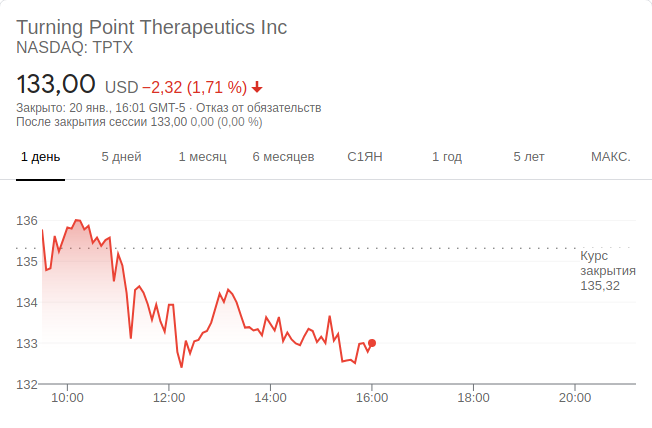 Turning Point Therapeutics Inc
NASDAQ: TPTX
133,00 USD −2,32 (1,71 %)
Закрыто: 20 янв., 16:01 GMT-5 · Отказ от обязательств
После закрытия сессии 133,00 0,00 (0,00 %)
1 день 5 дней 1 месяц 6 месяцев С1ЯН 1 год 5 лет МАКС.
136
135
134
133
132
Курс
закрытия
135,32
10:00 12:00 14:00 16:00 18:00 20:00